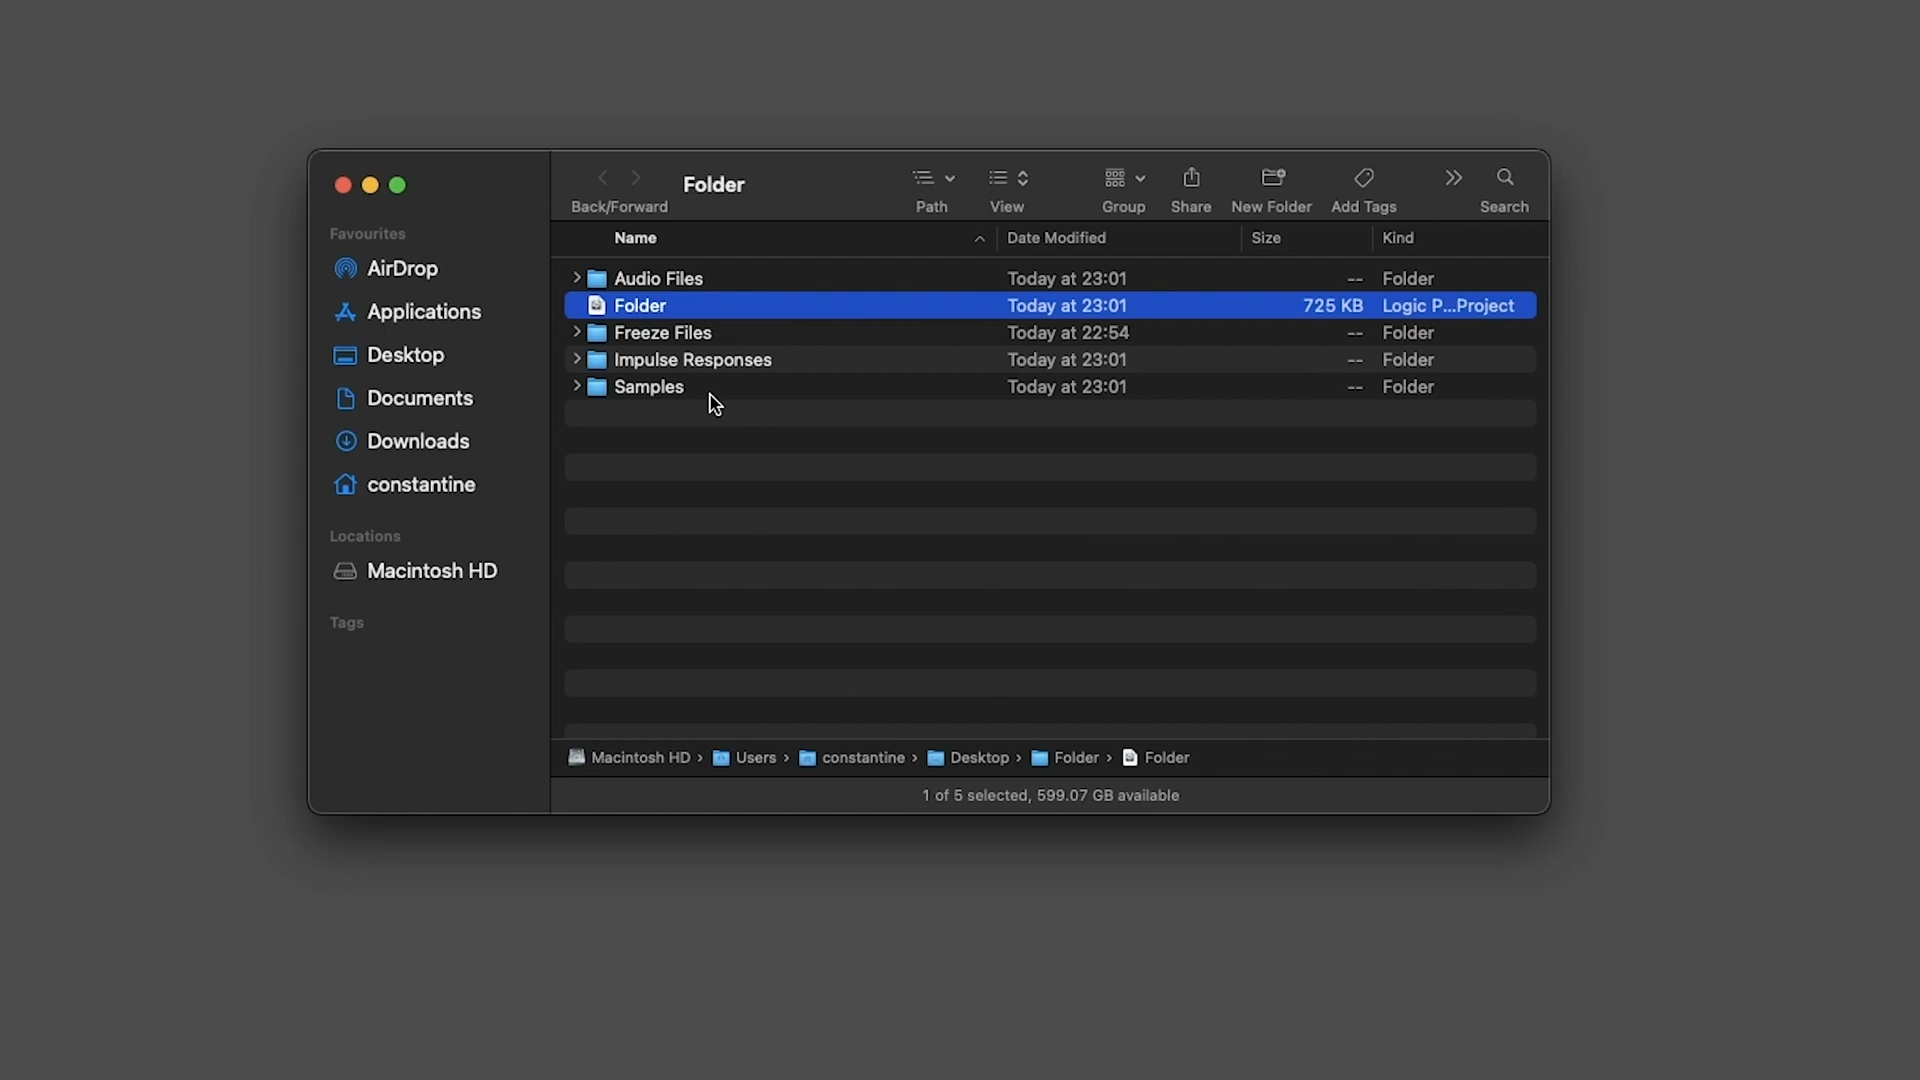 Folder
Back/Forward
Path
View
Group
Share
New Folder
Add Tags
Search
Favourites
AirDrop
Applications
Desktop
Documents
Downloads
constantine
Locations
Macintosh HD
Tags
Name Date Modified Size Kind
Audio Files Today at 23:01 -- Folder
Folder Today at 23:01 725 KB Logic P...Project
Freeze Files Today at 22:54 -- Folder
Impulse Responses Today at 23:01 -- Folder
Samples Today at 23:01 -- Folder
Macintosh HD › Users › constantine › Desktop › Folder › Folder
1 of 5 selected, 599.07 GB available